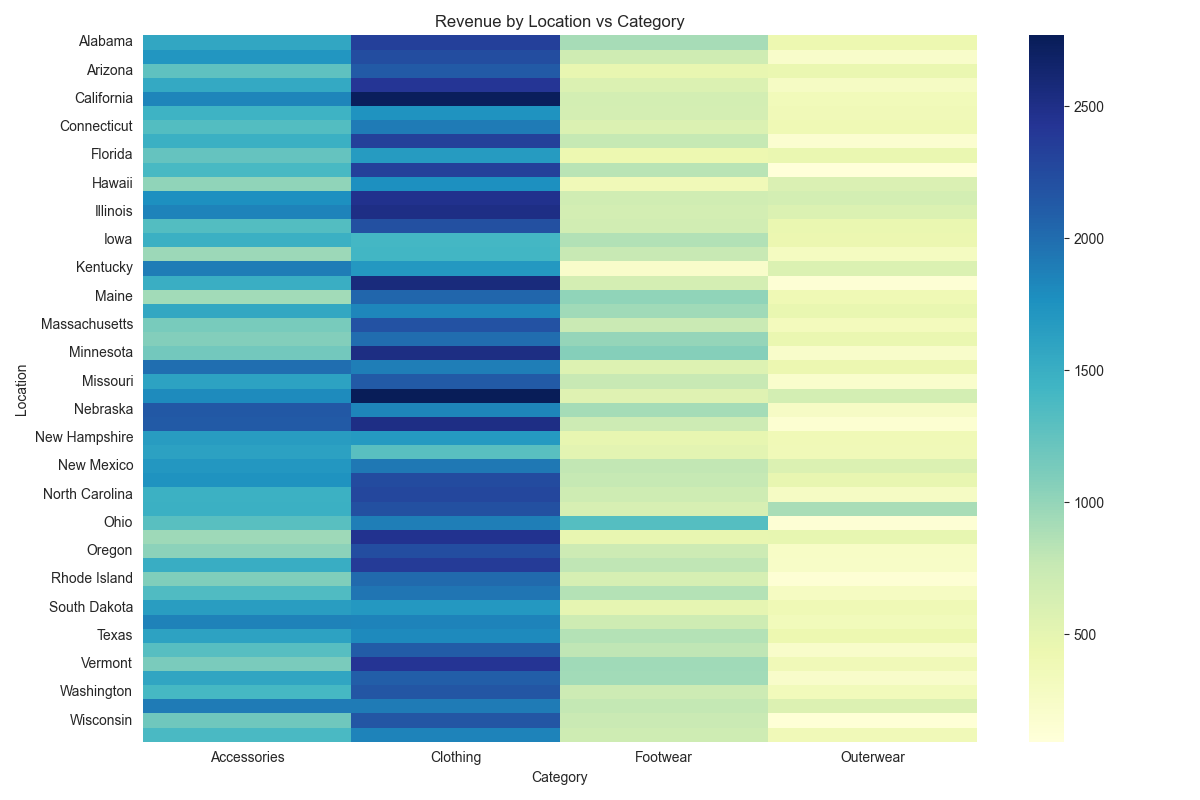 Revenue by Location vs Category
Location
Alabama
Arizona
California
Connecticut
Florida
Hawaii
Illinois
Iowa
Kentucky
Maine
Massachusetts
Minnesota
Missouri
Nebraska
New Hampshire
New Mexico
North Carolina
Ohio
Oregon
Rhode Island
South Dakota
Texas
Vermont
Washington
Wisconsin
Accessories Clothing Footwear Outerwear
Category
2500
2000
1500
1000
500